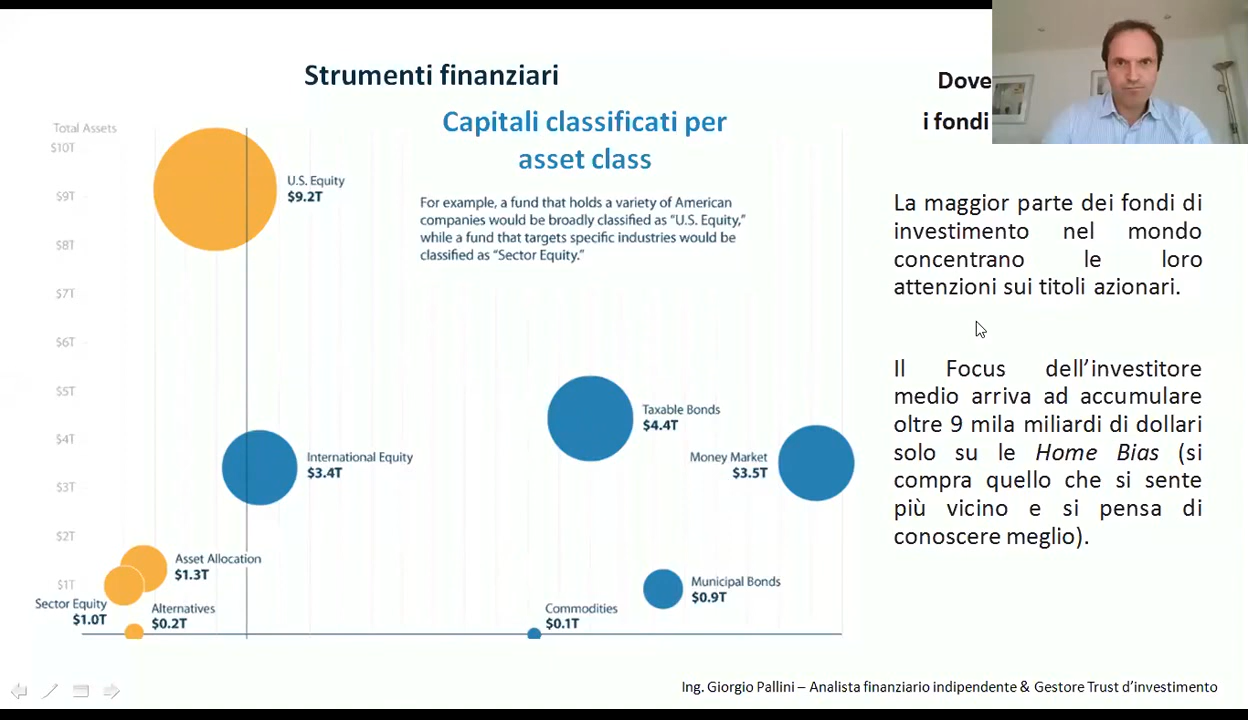 Strumenti finanziari
Dove
i fondi
Capitali classificati per
asset class
For example, a fund that holds a variety of American
companies would be broadly classified as “U.S. Equity,”
while a fund that targets specific industries would be
classified as “Sector Equity.”
Total Assets
$10T
$9T
$8T
$7T
$6T
$5T
$4T
$3T
$2T
$1T
U.S. Equity
$9.2T
Taxable Bonds
$4.4T
International Equity
$3.4T
Money Market
$3.5T
Asset Allocation
$1.3T
Sector Equity
$1.0T
Alternatives
$0.2T
Commodities
$0.1T
Municipal Bonds
$0.9T
La maggior parte dei fondi di
investimento nel mondo
concentrano le loro
attenzioni sui titoli azionari.
Il Focus dell’investitore
medio arriva ad accumulare
oltre 9 mila miliardi di dollari
solo su le Home Bias (si
compra quello che si sente
più vicino e si pensa di
conoscere meglio).
Ing. Giorgio Pallini – Analista finanziario indipendente & Gestore Trust d’investimento